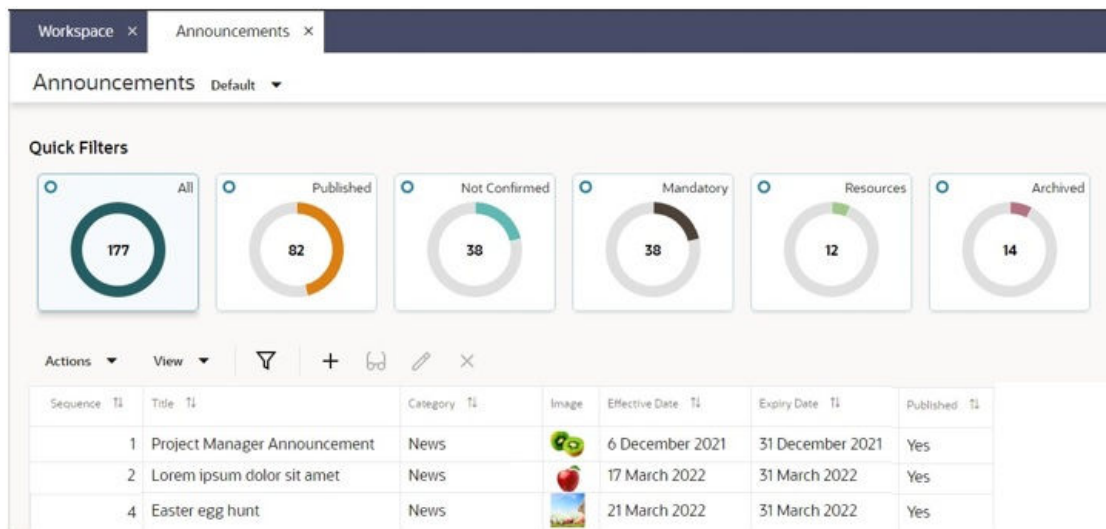 Workspace × Announcements ×
Announcements Default
Quick Filters
All Published Not Confirmed Mandatory Resources Archived
177 82 38 38 12 14
Actions View
Sequence Title Category Image Effective Date Expiry Date Published
1 Project Manager Announcement News 6 December 2021 31 December 2021 Yes
2 Lorem ipsum dolor sit amet News 17 March 2022 31 March 2022 Yes
4 Easter egg hunt News 21 March 2022 31 March 2022 Yes